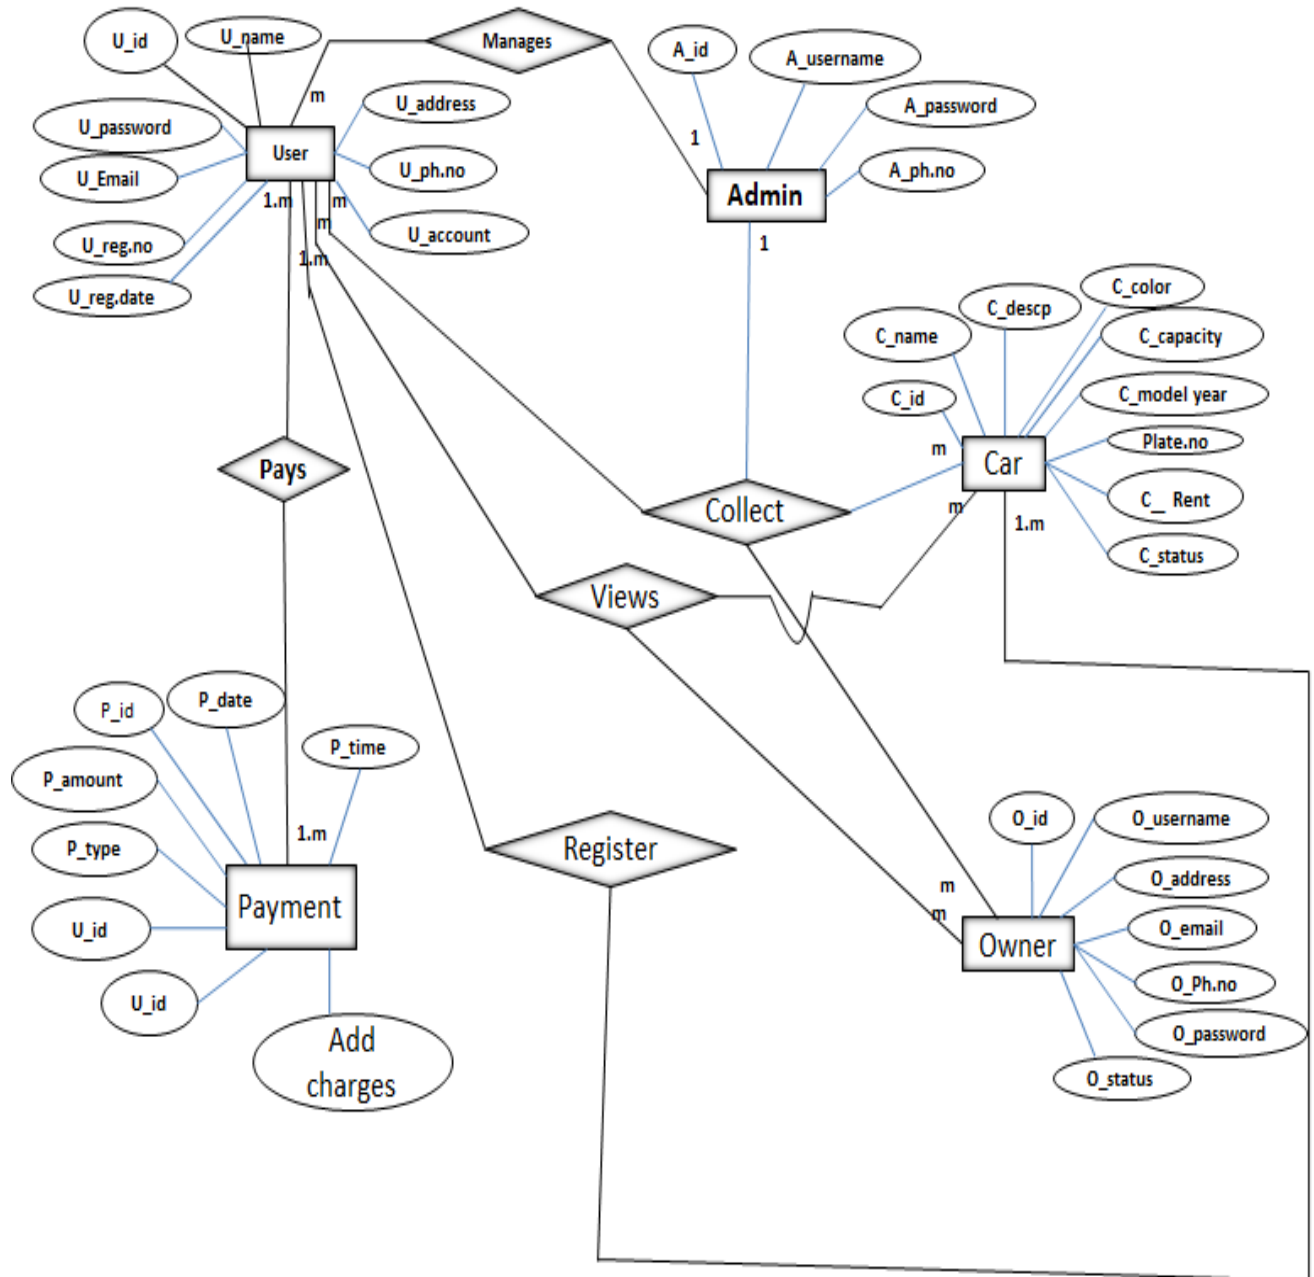 U_id
U_name
Manages
A_id
A_username
m
U_address
A_password
U_password
User
1
U_Email
U_ph.no
A_ph.no
Admin
1.m
m
m
U_account
U_reg.no
1
1.m
U_reg.date
C_color
C_descp
C_name
C_capacity
C_id
C_model year
m
Plate.no
Car
Pays
C__ Rent
Collect
m
1.m
C_status
Views
P_id
P_date
P_time
P_amount
1.m
P_type
Register
O_id
O_username
m
O_address
Payment
m
O_email
U_id
Owner
O_Ph.no
U_id
O_password
Add
charges
O_status